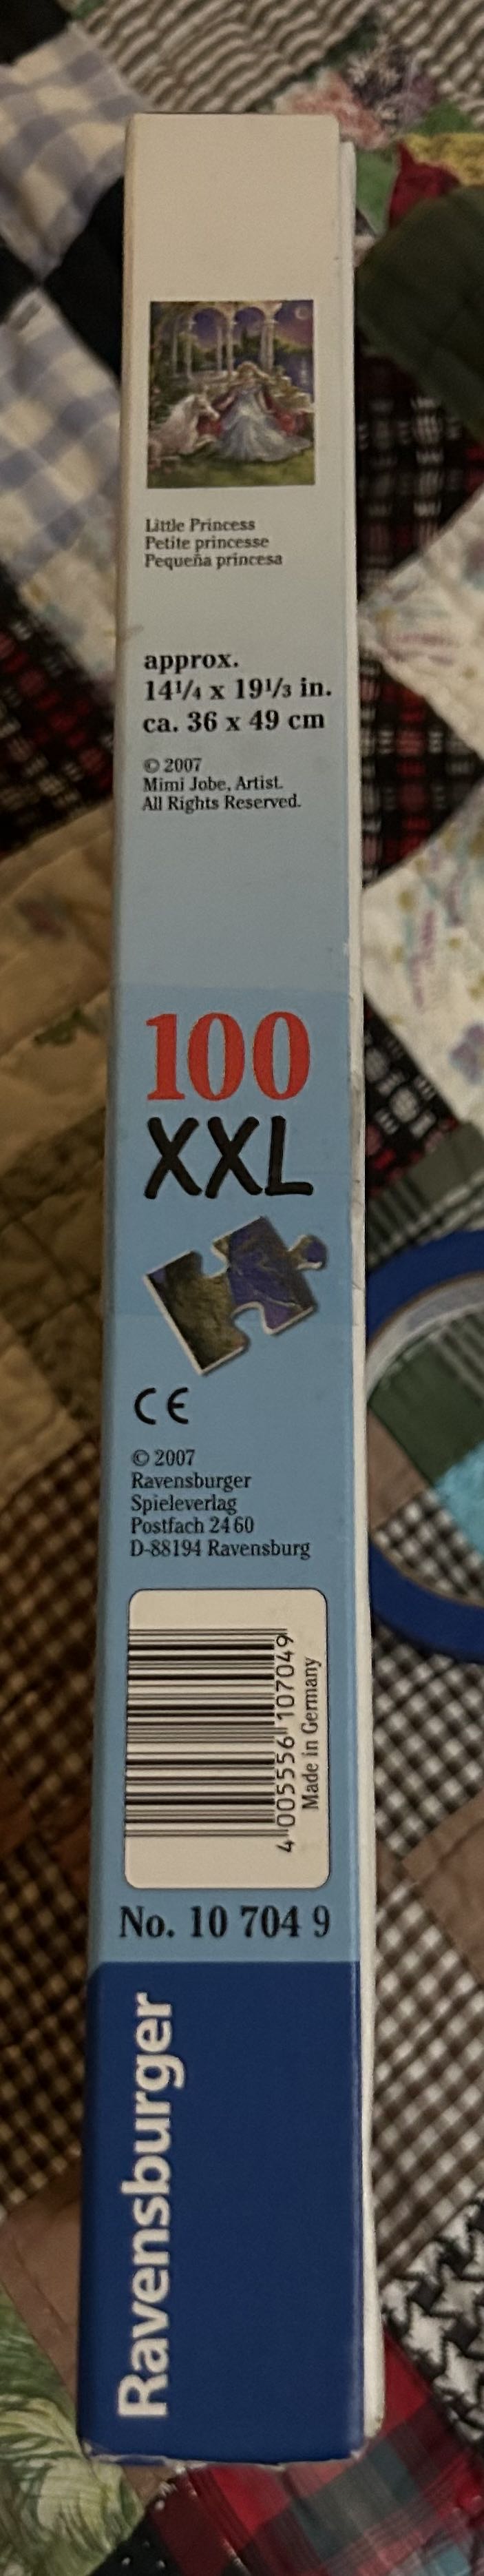 Little Princess
Petite princesse
Pequeña princesa
approx.
14¼ x 19⅓ in.
ca. 36 x 49 cm
© 2007
Mimi Jobe, Artist.
All Rights Reserved.
100
XXL
CE
© 2007
Ravensburger
Spieleverlag
Postfach 24 60
D-88194 Ravensburg
4 005556 107049
Made in Germany
No. 10 704 9
Ravensburger